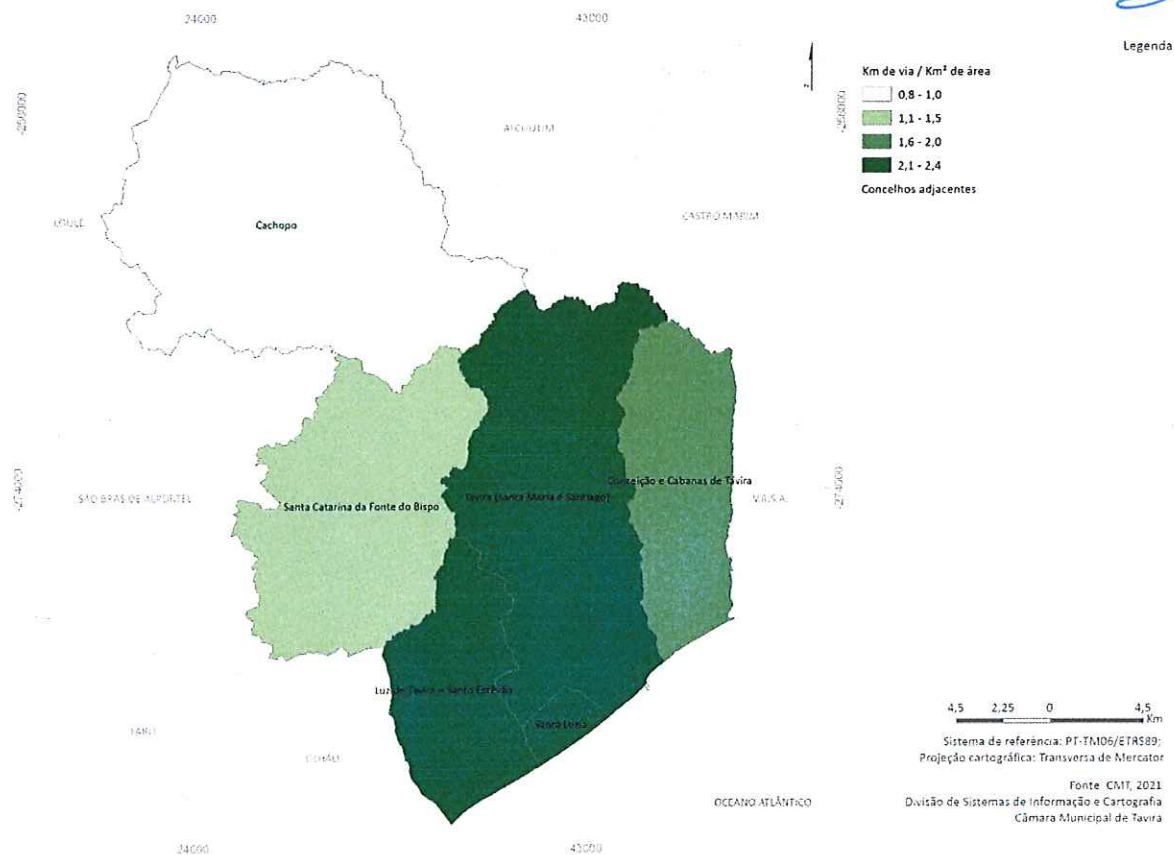 24000
43000
Legenda
Km de via / Km² de área
0,8 - 1,0
1,1 - 1,5
1,6 - 2,0
2,1 - 2,4
Concelhos adjacentes
-250000
-250000
ALCOUTIM
LOULÉ
CASTRO MARIM
Cachopo
-274000
-274000
SÃO BRÁS DE ALPORTEL
Santa Catarina da Fonte do Bispo
Tavira (Santa Maria e Santiago)
Conceição e Cabanas de Tavira
V.R.S.A.
Luz de Tavira e Santo Estêvão
Santa Luzia
FARO
OLHÃO
OCEANO ATLÂNTICO
4,5 2,25 0 4,5
Km
Sistema de referência: PT-TM06/ETRS89;
Projeção cartográfica: Transversa de Mercator
Fonte: CMT, 2021
Divisão de Sistemas de Informação e Cartografia
Câmara Municipal de Tavira
24000
43000